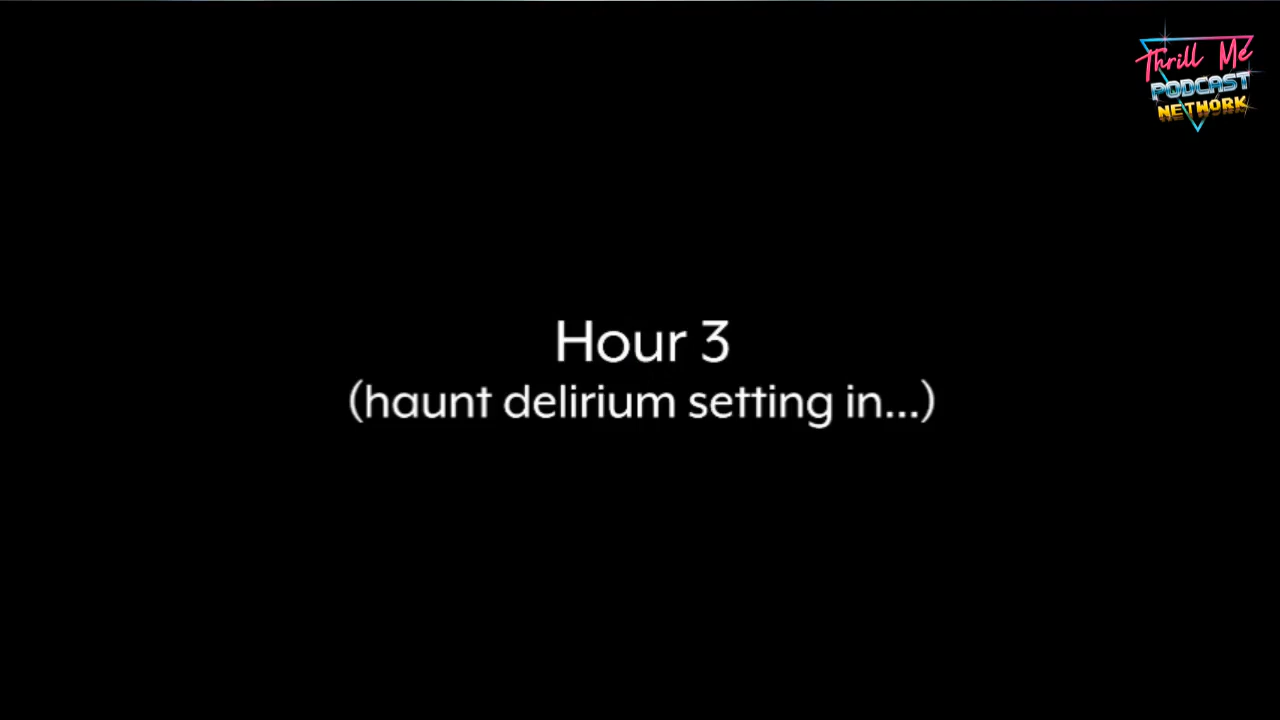 Thrill Me
PODCAST
NETWORK
Hour 3
(haunt delirium setting in...)